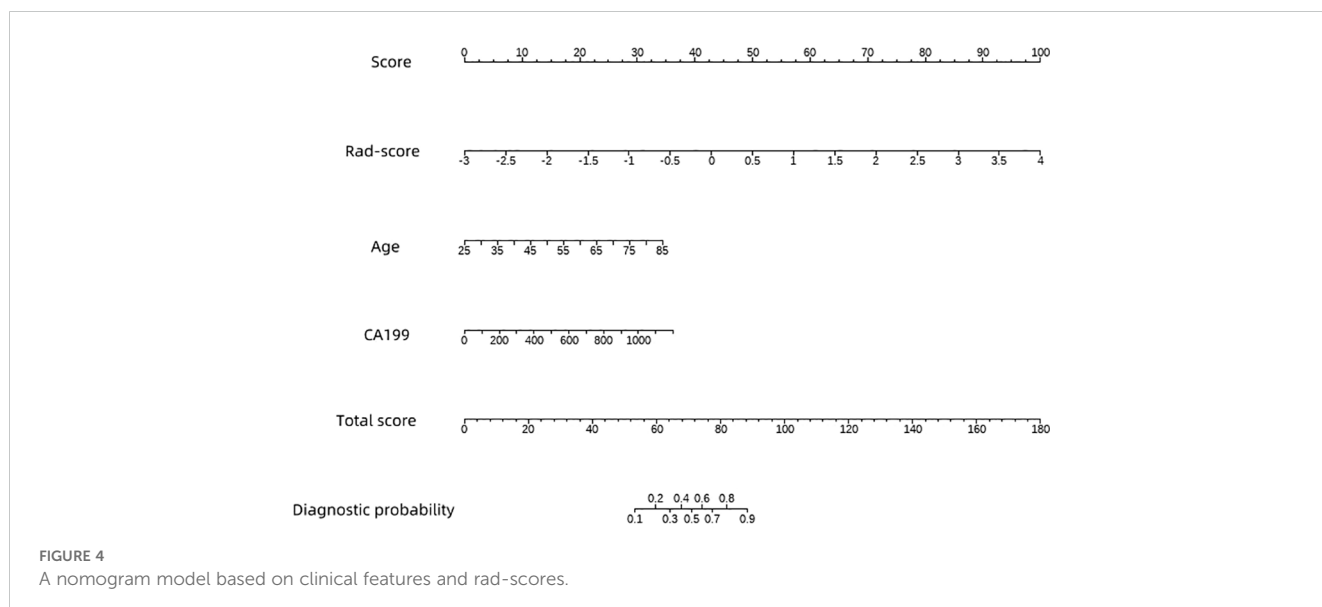 0 10 20 30 40 50 60 70 80 90 100
Score
Rad-score
-3 -2.5 -2 -1.5 -1 -0.5 0 0.5 1 1.5 2 2.5 3 3.5 4
Age
25 35 45 55 65 75 85
CA199
0 200 400 600 800 1000
Total score
0 20 40 60 80 100 120 140 160 180
0.2 0.4 0.6 0.8
Diagnostic probability
0.1 0.3 0.5 0.7 0.9
FIGURE 4
A nomogram model based on clinical features and rad-scores.